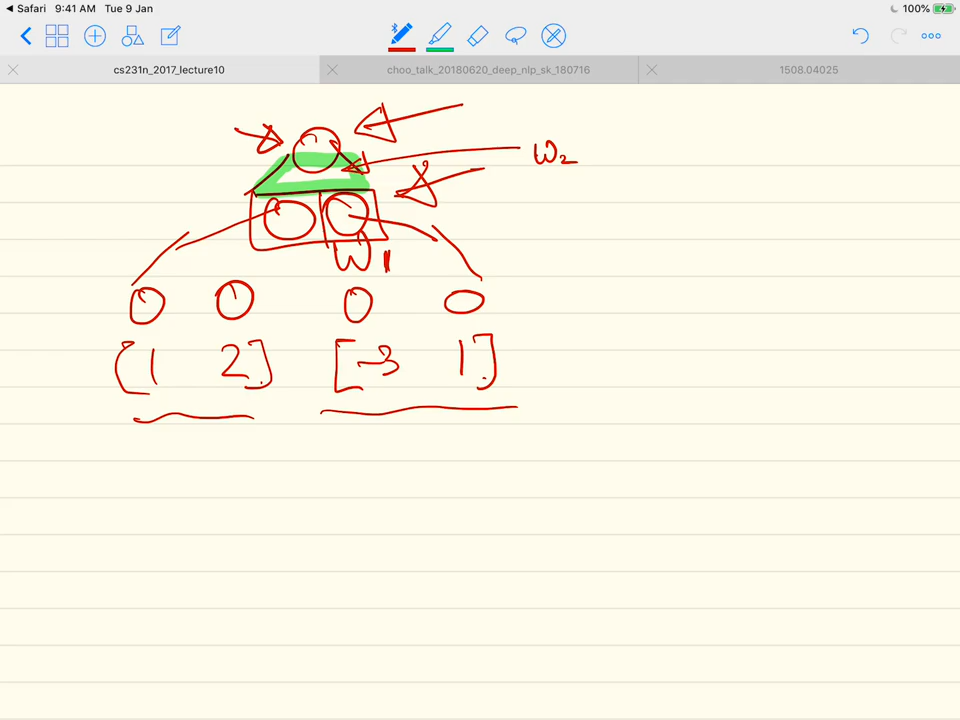 Safari 9:41 AM Tue 9 Jan 100%
cs231n_2017_lecture10 choo_talk_20180620_deep_nlp_sk_180716 1508.04025
W2
W1
[1 2] [-3 1]